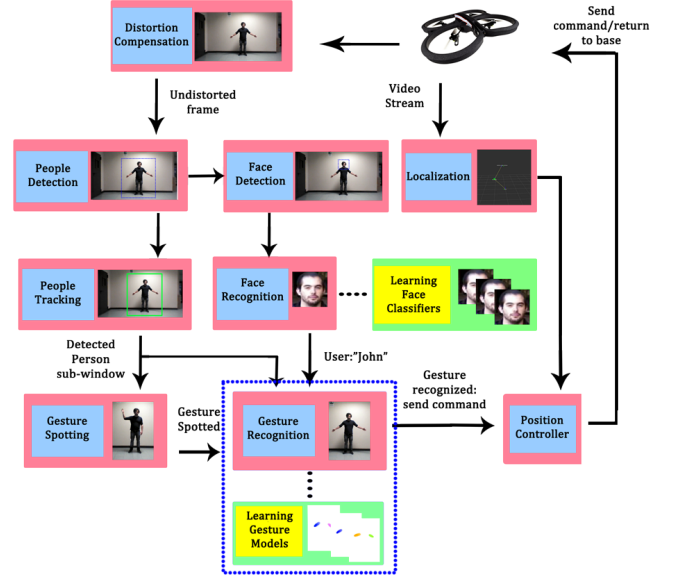 Distortion
Compensation
Send
command/return
to base
Undistorted
frame
Video
Stream
People
Detection
Face
Detection
Localization
People
Tracking
Face
Recognition
Learning
Face
Classifiers
Detected
Person
sub-window
User:"John"
Gesture
recognized:
send command
Gesture
Spotting
Gesture
Spotted
Gesture
Recognition
Position
Controller
Learning
Gesture
Models